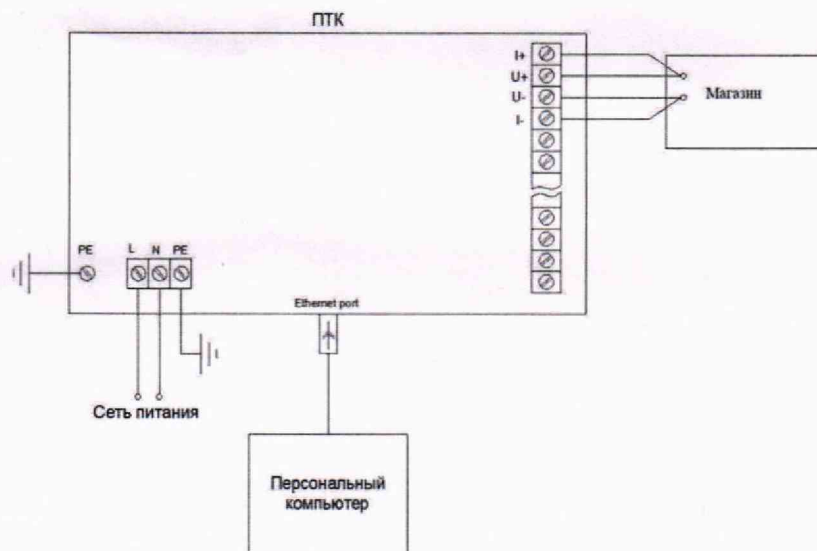 ПТК
I+
U+
U-
I-
Магазин
PE
L N PE
Ethernet port
Сеть питания
Персональный
компьютер